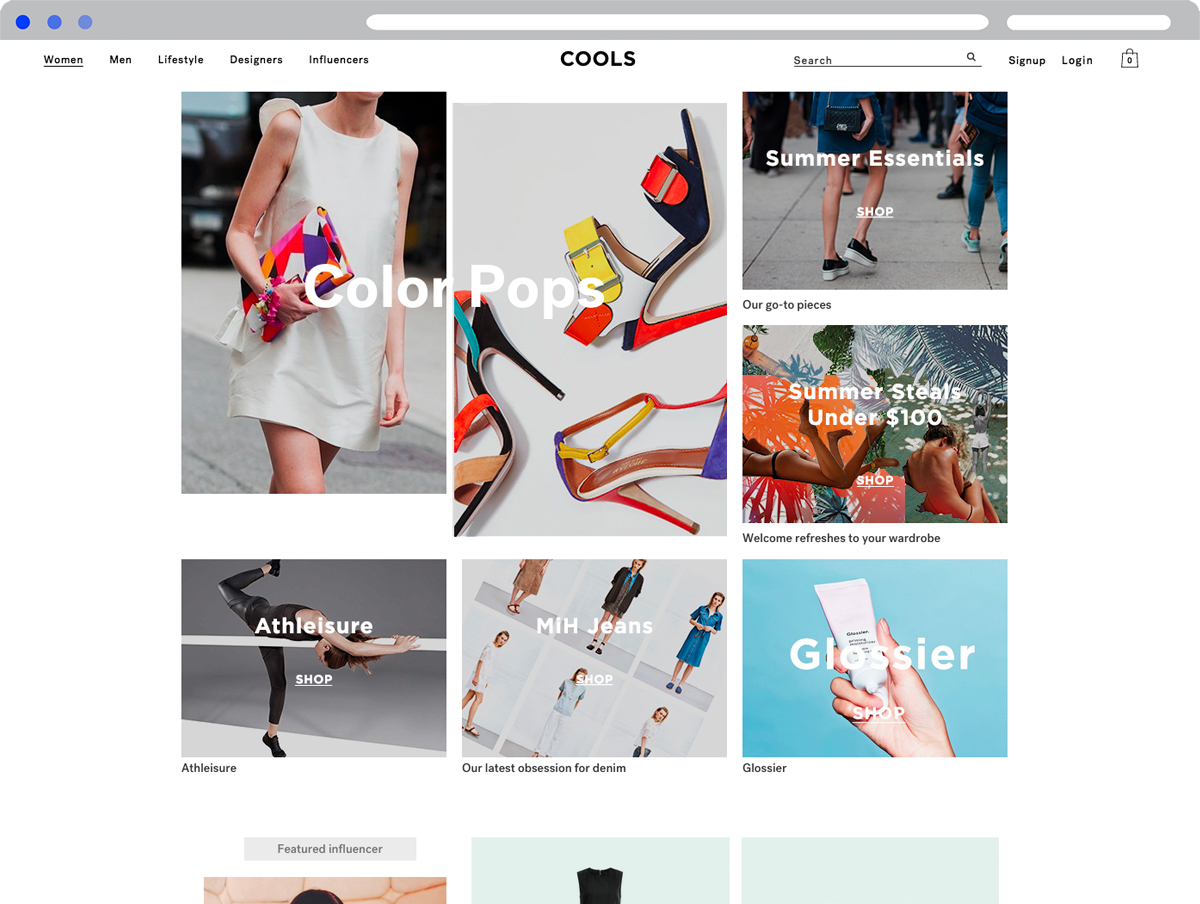 Women Men Lifestyle Designers Influencers COOLS Search Signup Login 0
Color Pops
Summer Essentials
SHOP
Our go-to pieces
Summer Steals
Under $100
SHOP
Welcome refreshes to your wardrobe
Athleisure
SHOP
Athleisure
MiH Jeans
SHOP
Our latest obsession for denim
Glossier.
Glossier
SHOP
Glossier
Featured influencer